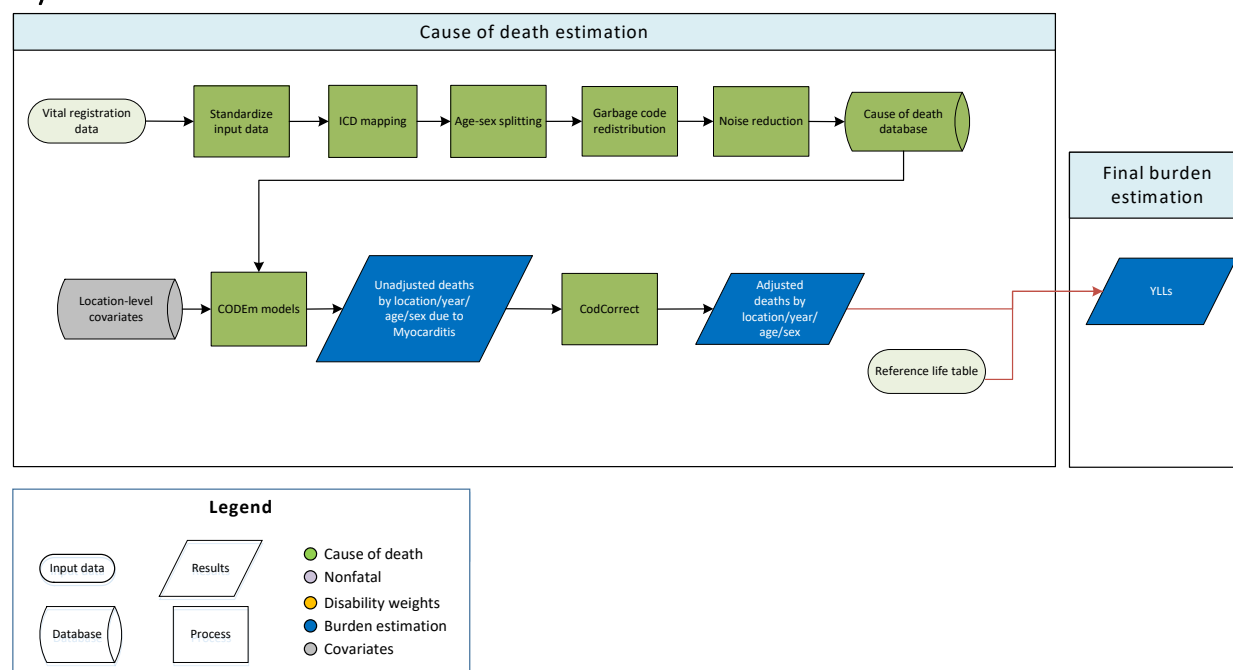 Cause of death estimation
Vital registration
data
Standardize
input data
ICD mapping
Age-sex splitting
Garbage code
redistribution
Noise reduction
Cause of death
database
Final burden
estimation
Location-level
covariates
CODEm models
Unadjusted deaths
by location/year/
age/sex due to
Myocarditis
CodCorrect
Adjusted
deaths by
location/year/
age/sex
YLLs
Reference life table
Legend
Input data
Results
Cause of death
Nonfatal
Disability weights
Database
Process
Burden estimation
Covariates